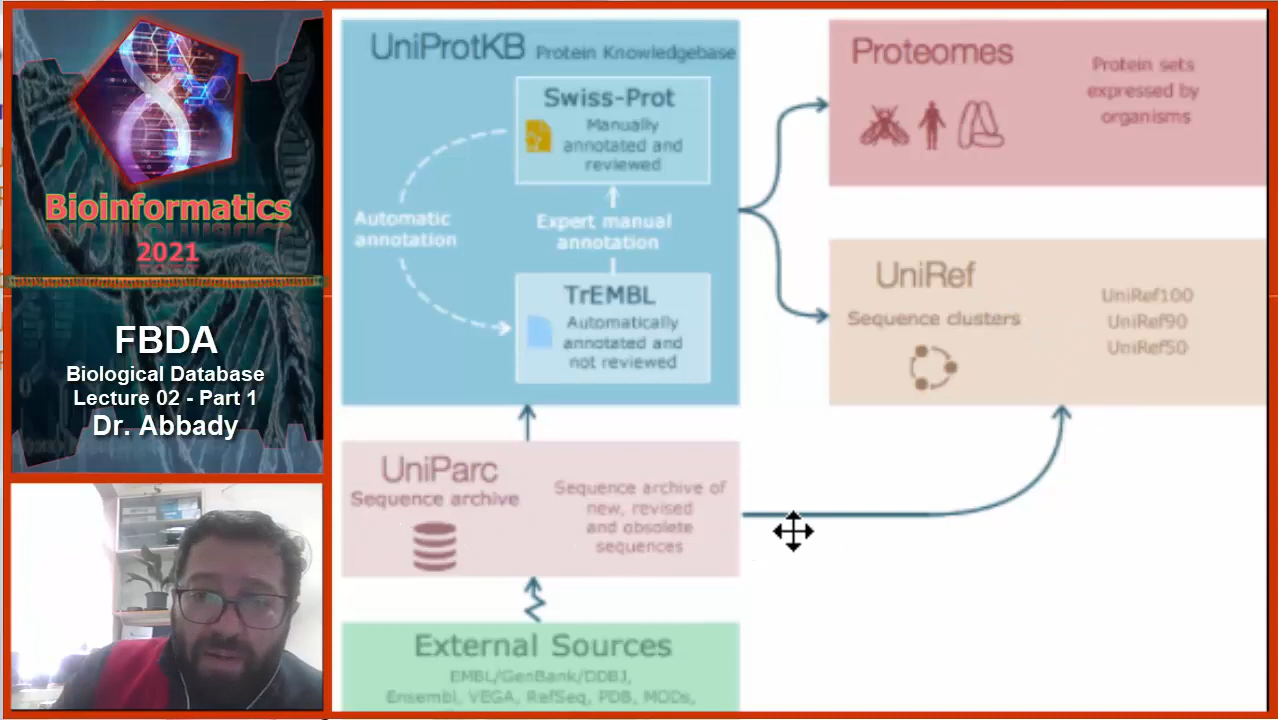 Bioinformatics
2021
FBDA
Biological Database
Lecture 02 - Part 1
Dr. Abbady
UniProtKB Protein Knowledgebase
Swiss-Prot
Manually
annotated and
reviewed
Automatic
annotation
Expert manual
annotation
TrEMBL
Automatically
annotated and
not reviewed
Proteomes
Protein sets
expressed by
organisms
UniRef
Sequence clusters
UniRef100
UniRef90
UniRef50
UniParc
Sequence archive
Sequence archive of
new, revised
and obsolete
sequences
External Sources
EMBL/GenBank/DDBJ,
Ensembl, VEGA, RefSeq, PDB, MODs,